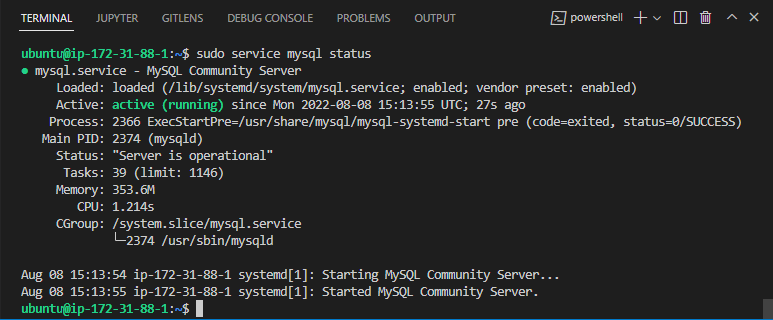 TERMINAL JUPYTER GITLENS DEBUG CONSOLE PROBLEMS OUTPUT powershell
ubuntu@ip-172-31-88-1:~$ sudo service mysql status
● mysql.service - MySQL Community Server
     Loaded: loaded (/lib/systemd/system/mysql.service; enabled; vendor preset: enabled)
     Active: active (running) since Mon 2022-08-08 15:13:55 UTC; 27s ago
    Process: 2366 ExecStartPre=/usr/share/mysql/mysql-systemd-start pre (code=exited, status=0/SUCCESS)
   Main PID: 2374 (mysqld)
     Status: "Server is operational"
      Tasks: 39 (limit: 1146)
     Memory: 353.6M
        CPU: 1.214s
     CGroup: /system.slice/mysql.service
             └─2374 /usr/sbin/mysqld
Aug 08 15:13:54 ip-172-31-88-1 systemd[1]: Starting MySQL Community Server...
Aug 08 15:13:55 ip-172-31-88-1 systemd[1]: Started MySQL Community Server.
ubuntu@ip-172-31-88-1:~$